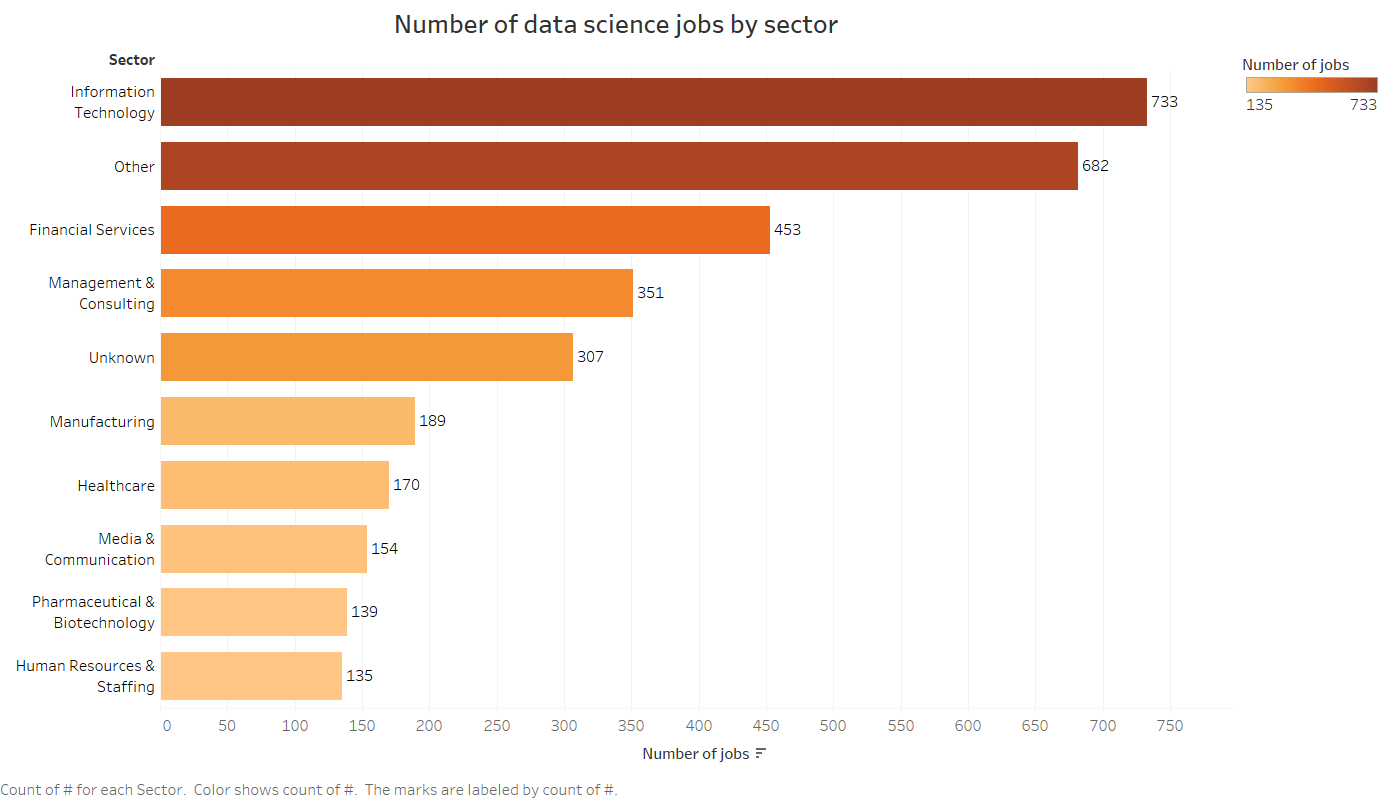 Number of data science jobs by sector
Sector
Number of jobs
135 733
Information
Technology
733
Other
682
Financial Services
453
Management &
Consulting
351
Unknown
307
Manufacturing
189
Healthcare
170
Media &
Communication
154
Pharmaceutical &
Biotechnology
139
Human Resources &
Staffing
135
0 50 100 150 200 250 300 350 400 450 500 550 600 650 700 750
Number of jobs
Count of # for each Sector. Color shows count of #. The marks are labeled by count of #.